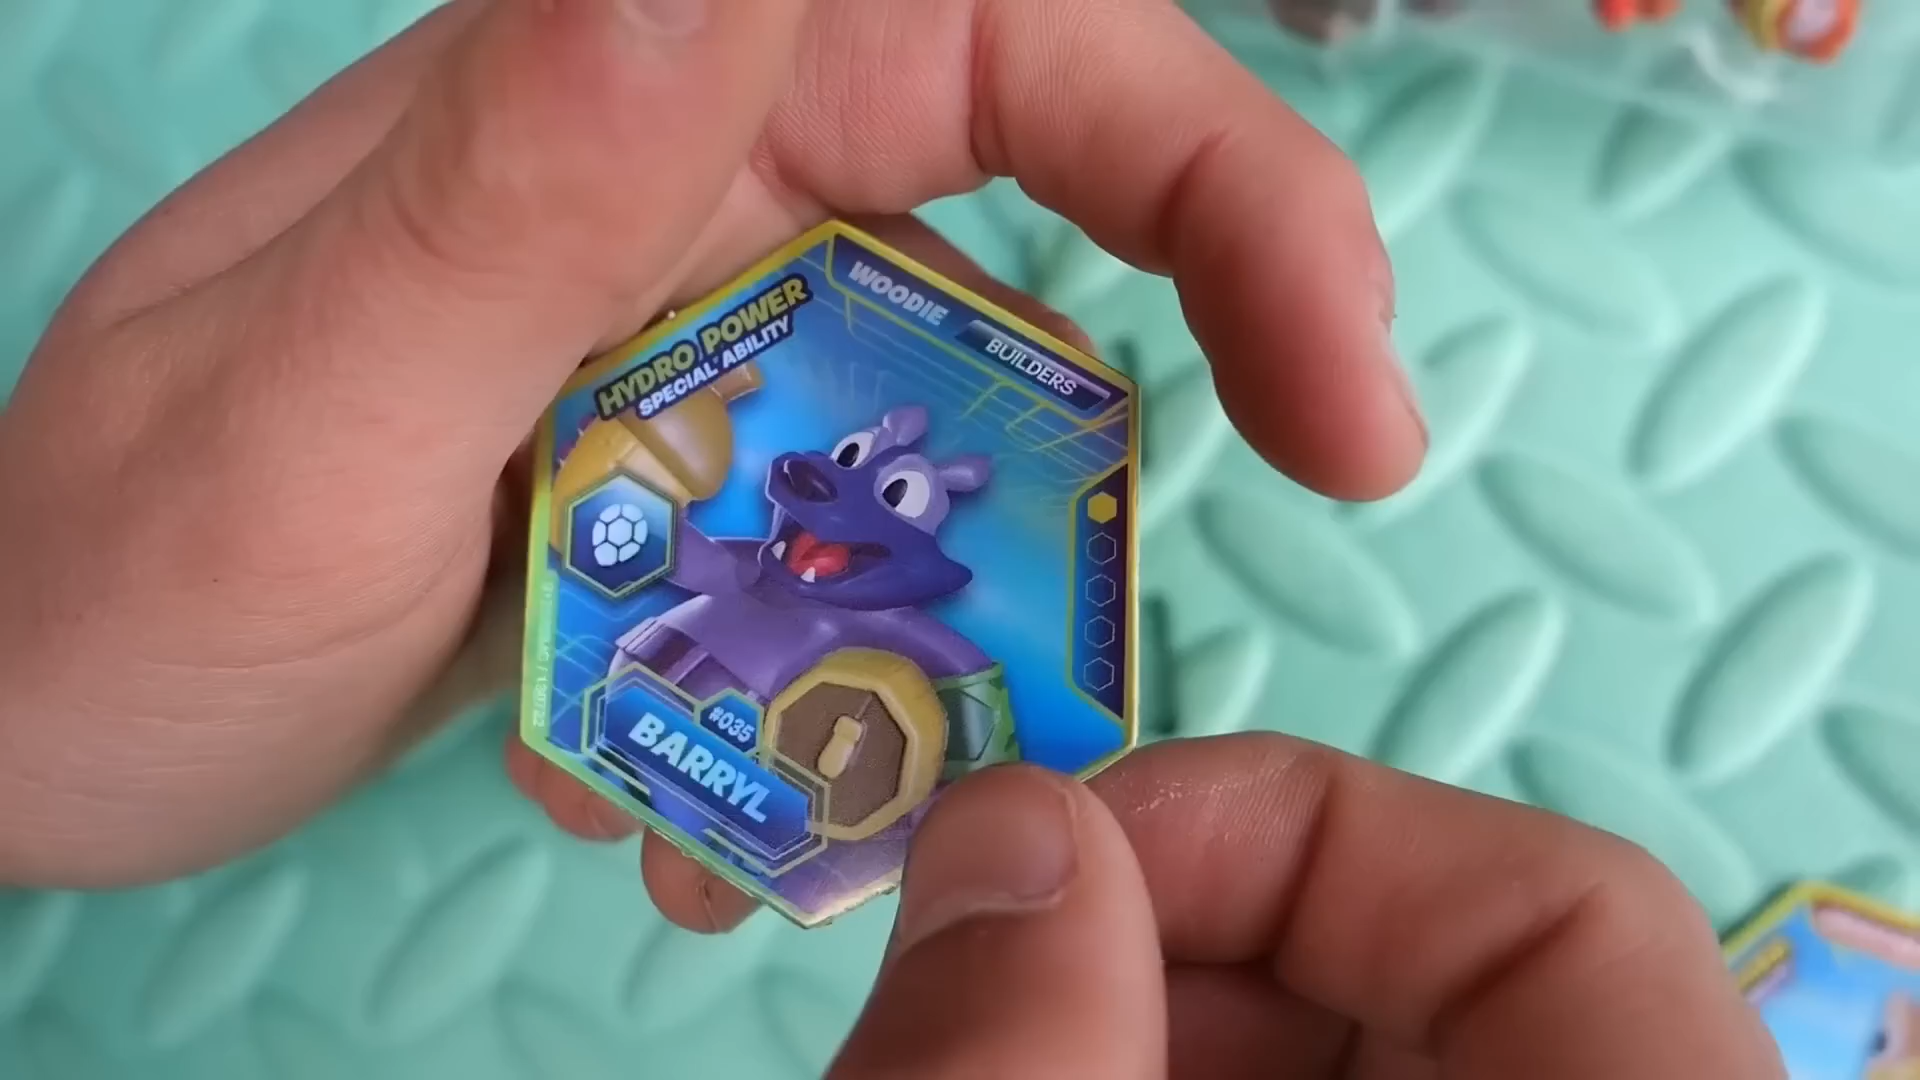 WOODIE
BUILDERS
HYDRO POWER
SPECIAL ABILITY
#035
BARRYL